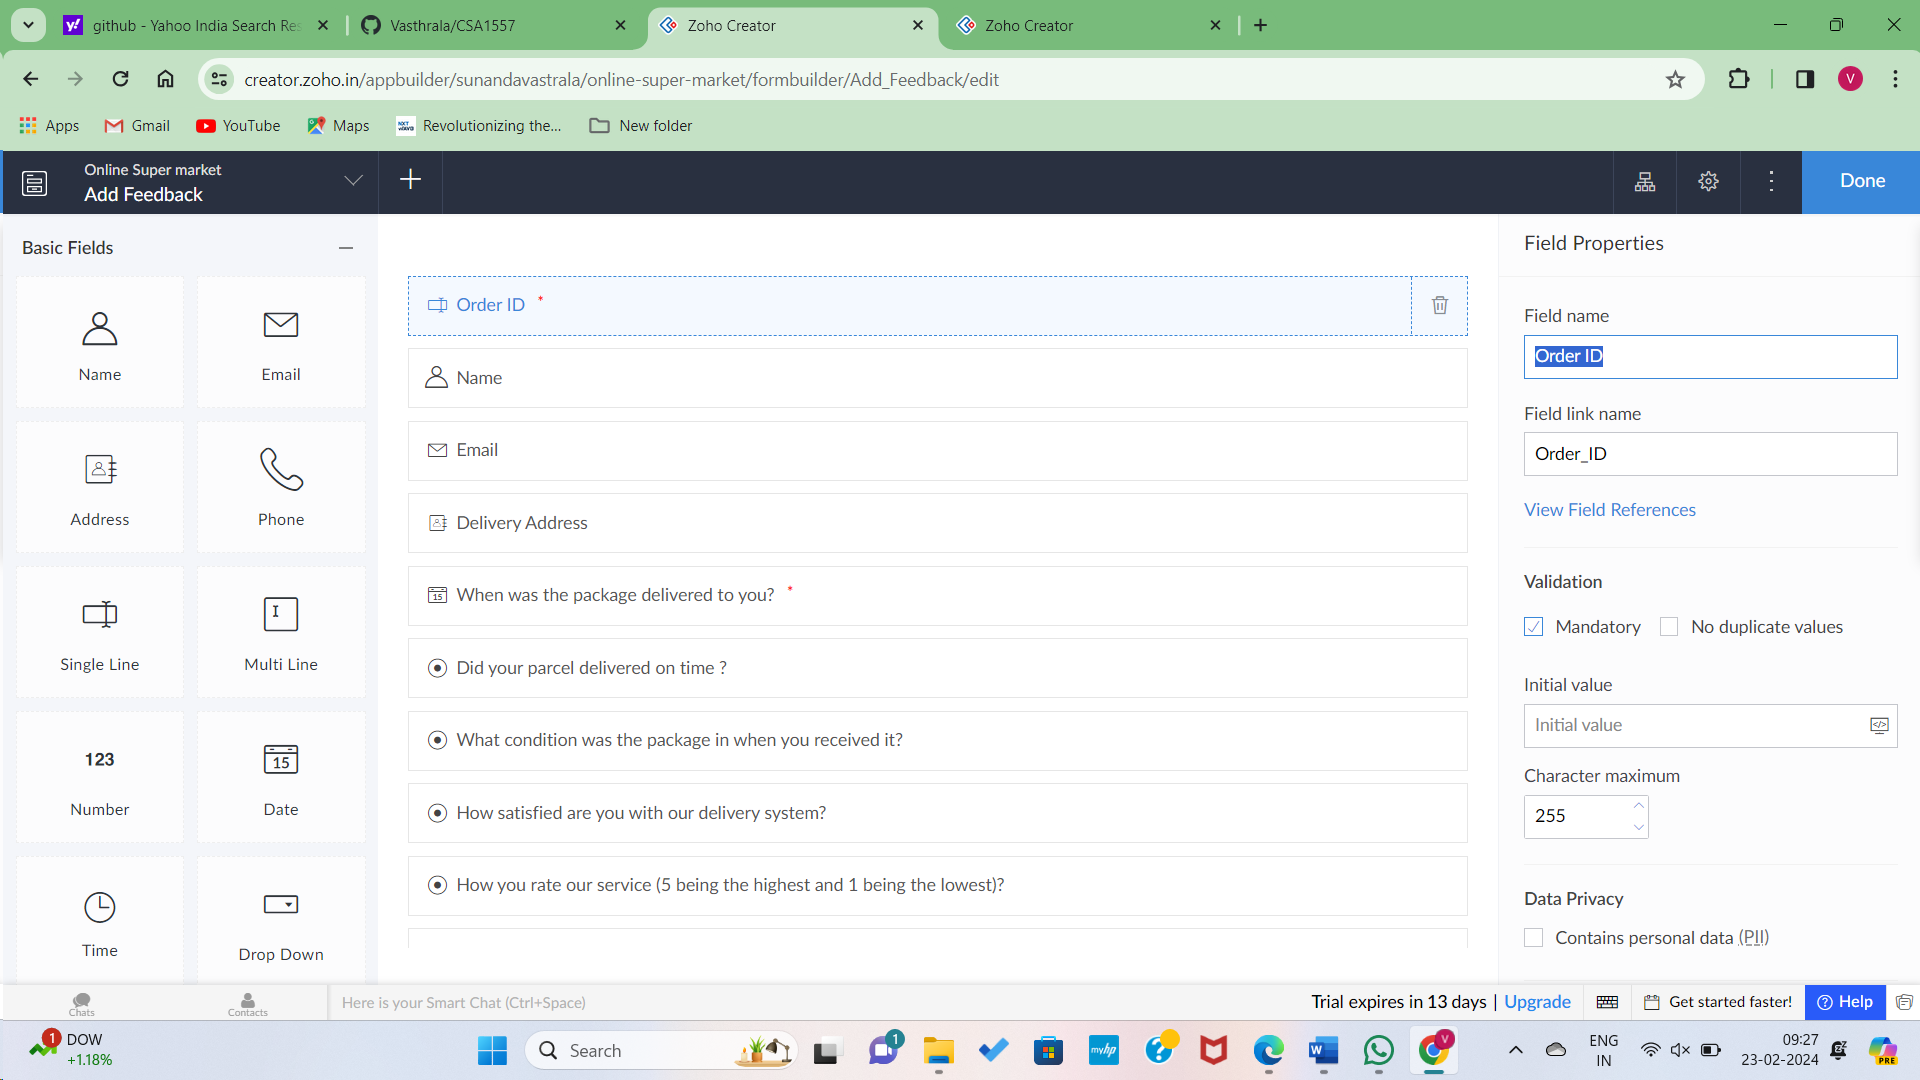 github - Yahoo India Search Res
Vasthrala/CSA1557
Zoho Creator
Zoho Creator
creator.zoho.in/appbuilder/sunandavastrala/online-super-market/formbuilder/Add_Feedback/edit
V
Apps
Gmail
YouTube
Maps
Revolutionizing the...
New folder
Online Super market
Add Feedback
Done
Basic Fields
Name
Email
Address
Phone
Single Line
Multi Line
123
Number
15
Date
Time
Drop Down
Order ID *
Name
Email
Delivery Address
15
When was the package delivered to you? *
Did your parcel delivered on time ?
What condition was the package in when you received it?
How satisfied are you with our delivery system?
How you rate our service (5 being the highest and 1 being the lowest)?
Field Properties
Field name
Order ID
Field link name
Order_ID
View Field References
Validation
Mandatory
No duplicate values
Initial value
Initial value
Character maximum
255
Data Privacy
Contains personal data (PII)
Chats
Contacts
Here is your Smart Chat (Ctrl+Space)
Trial expires in 13 days | Upgrade
Get started faster!
Help
1
DOW
+1.18%
Search
1
myhp
W
V
ENG
IN
09:27
23-02-2024
PRE